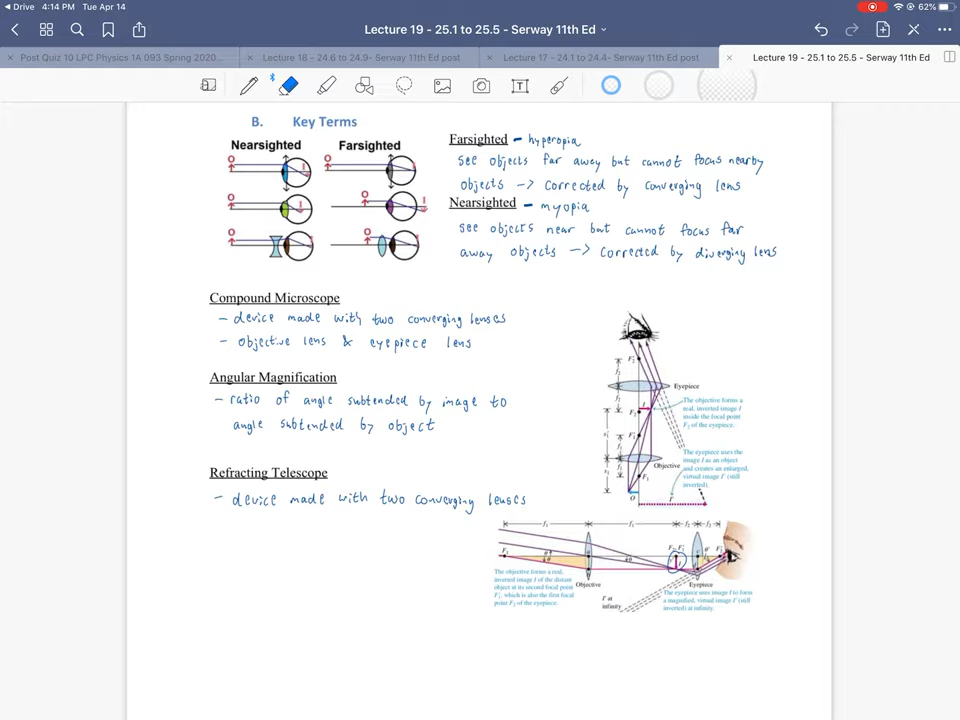 Drive 4:14 PM Tue Apr 14 62%
Lecture 19 - 25.1 to 25.5 - Serway 11th Ed
Post Quiz 10 LPC Physics 1A 093 Spring 2020...
Lecture 18 - 24.6 to 24.9 - Serway 11th Ed post
Lecture 17 - 24.1 to 24.4- Serway 11th Ed post
Lecture 19 - 25.1 to 25.5 - Serway 11th Ed
B. Key Terms
Nearsighted Farsighted
O O
I I
O O
I I
O O
Farsighted - hyperopia
see objects far away but cannot focus nearby
objects -> corrected by converging lens
Nearsighted - myopia
see objects near but cannot focus far
away objects -> corrected by diverging lens
Compound Microscope
- device made with two converging lenses
- objective lens & eyepiece lens
Angular Magnification
- ratio of angle subtended by image to
angle subtended by object
Refracting Telescope
- device made with two converging lenses
Eyepiece
The objective forms a
real, inverted image I
inside the focal point
F2 of the eyepiece.
The eyepiece uses the
image I as an object
and creates an enlarged,
virtual image I' (still
inverted).
Objective
F1
O
I'
f1 f1 f2 f2
F1
Objective
Eyepiece
The objective forms a real,
inverted image I of the distant
object at its second focal point
F1', which is also the first focal
point F2 of the eyepiece.
I' at
infinity
The eyepiece uses image I to form
a magnified, virtual image I' (still
inverted) at infinity.